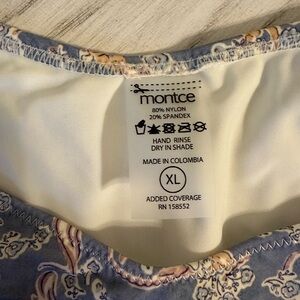 montce
80% NYLON
20% SPANDEX
HAND RINSE
DRY IN SHADE
MADE IN COLOMBIA
XL
ADDED COVERAGE
RN 158552